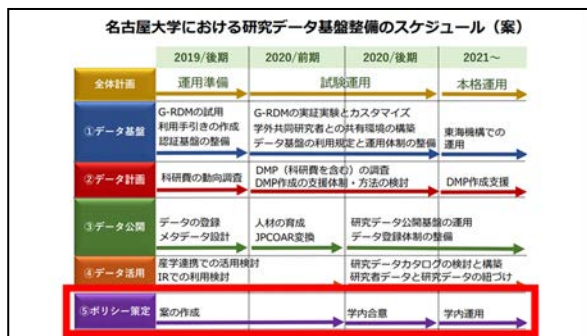 名古屋大学における研究データ基盤整備のスケジュール（案）
2019/後期 2020/前期 2020/後期 2021～
全体計画 運用準備 試験運用 本格運用
①データ基盤
G-RDMの試用
利用手引きの作成
認証基盤の整備
G-RDMの実証実験とカスタマイズ
学外共同研究者との共有環境の構築
データ基盤の利用規定と運用体制の整備
東海機構での
運用
②データ計画
科研費の動向調査
DMP（科研費を含む）の調査
DMP作成の支援体制・方法の検討
DMP作成支援
③データ公開
データの登録
メタデータ設計
人材の育成
JPCOAR変換
研究データ公開基盤の運用
データ登録体制の整備
④データ活用
産学連携での活用検討
IRでの利用検討
研究データカタログの検討と構築
研究者データと研究データの紐づけ
⑤ポリシー策定 案の作成 学内合意 学内運用